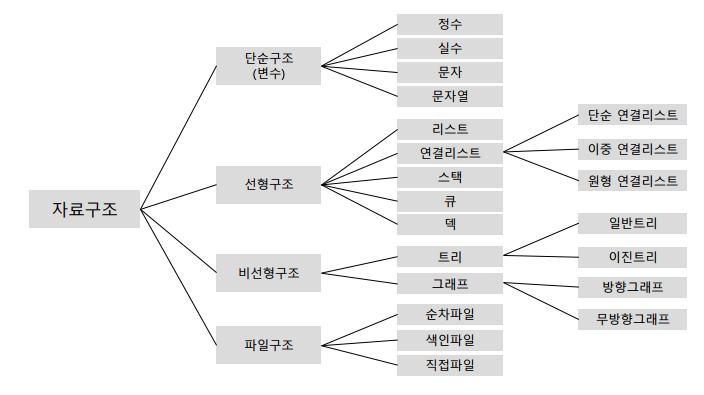 자료구조
단순구조
(변수)
정수
실수
문자
문자열
선형구조
리스트
연결리스트
단순 연결리스트
이중 연결리스트
원형 연결리스트
스택
큐
덱
비선형구조
트리
일반트리
이진트리
그래프
방향그래프
무방향그래프
파일구조
순차파일
색인파일
직접파일